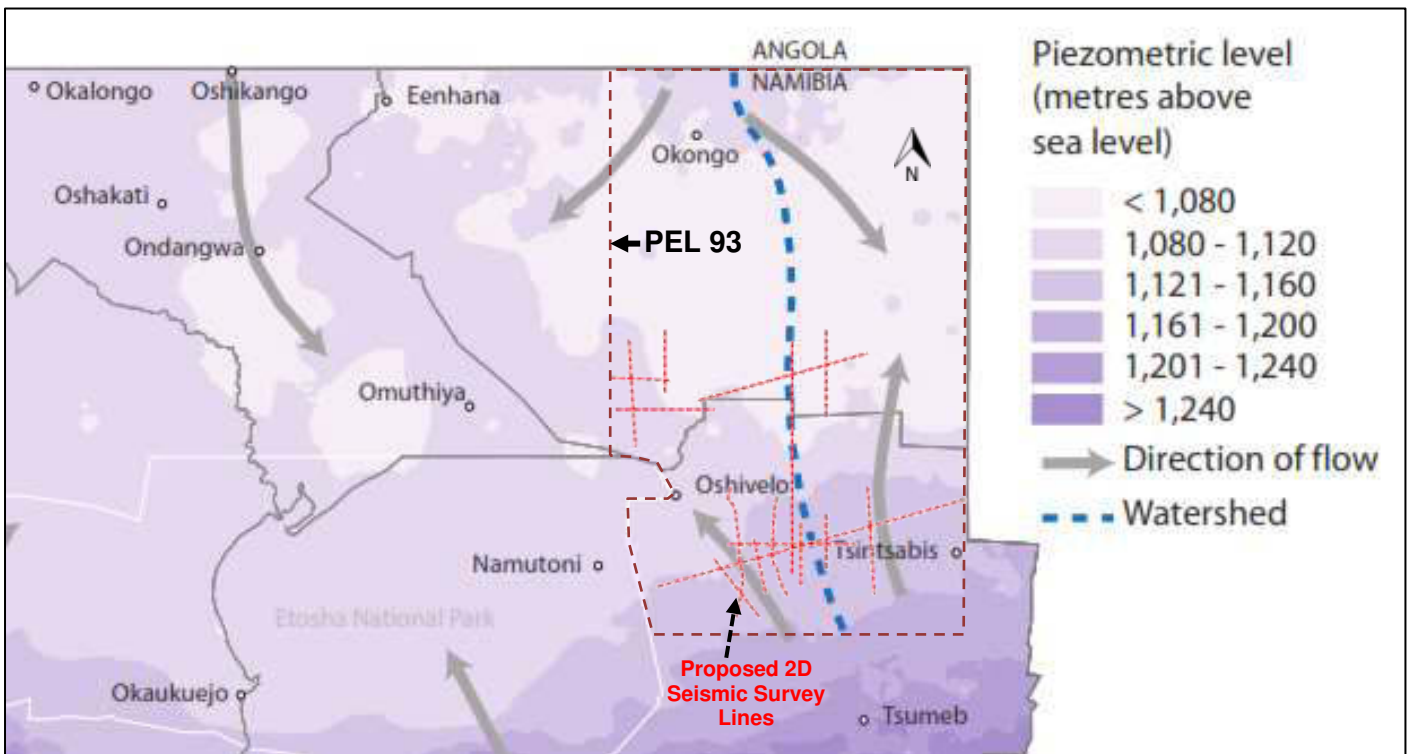 ANGOLA
NAMIBIA
Okalongo
Oshikango
Eenhana
Okongo
N
Oshakati
Ondangwa
PEL 93
Omuthiya
Oshivelo
Namutoni
Tsintsabis
Etosha National Park
Okaukuejo
Proposed 2D
Seismic Survey
Lines
Tsumeb
Piezometric level
(metres above
sea level)
< 1,080
1,080 - 1,120
1,121 - 1,160
1,161 - 1,200
1,201 - 1,240
> 1,240
Direction of flow
Watershed